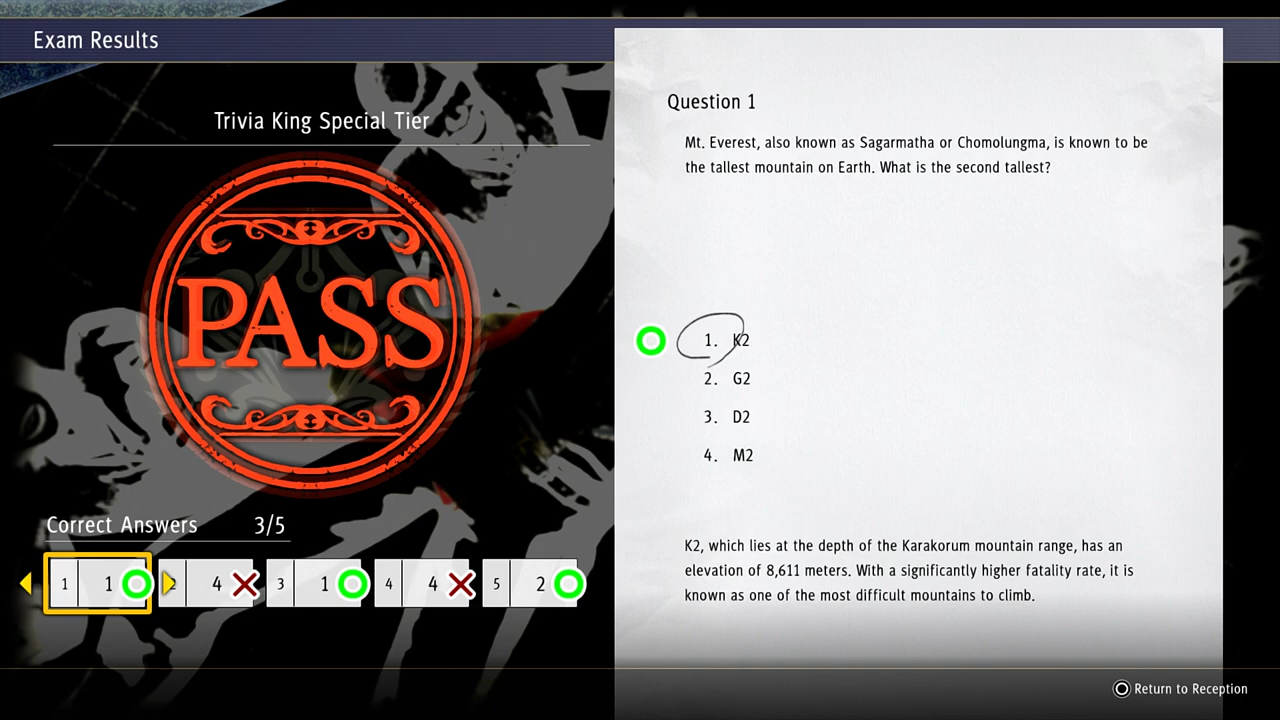 Exam Results
Trivia King Special Tier
PASS
Correct Answers 3/5
1 1 2 4 3 1 4 4 5 2
Question 1
Mt. Everest, also known as Sagarmatha or Chomolungma, is known to be
the tallest mountain on Earth. What is the second tallest?
1. K2
2. G2
3. D2
4. M2
K2, which lies at the depth of the Karakorum mountain range, has an
elevation of 8,611 meters. With a significantly higher fatality rate, it is
known as one of the most difficult mountains to climb.
Return to Reception